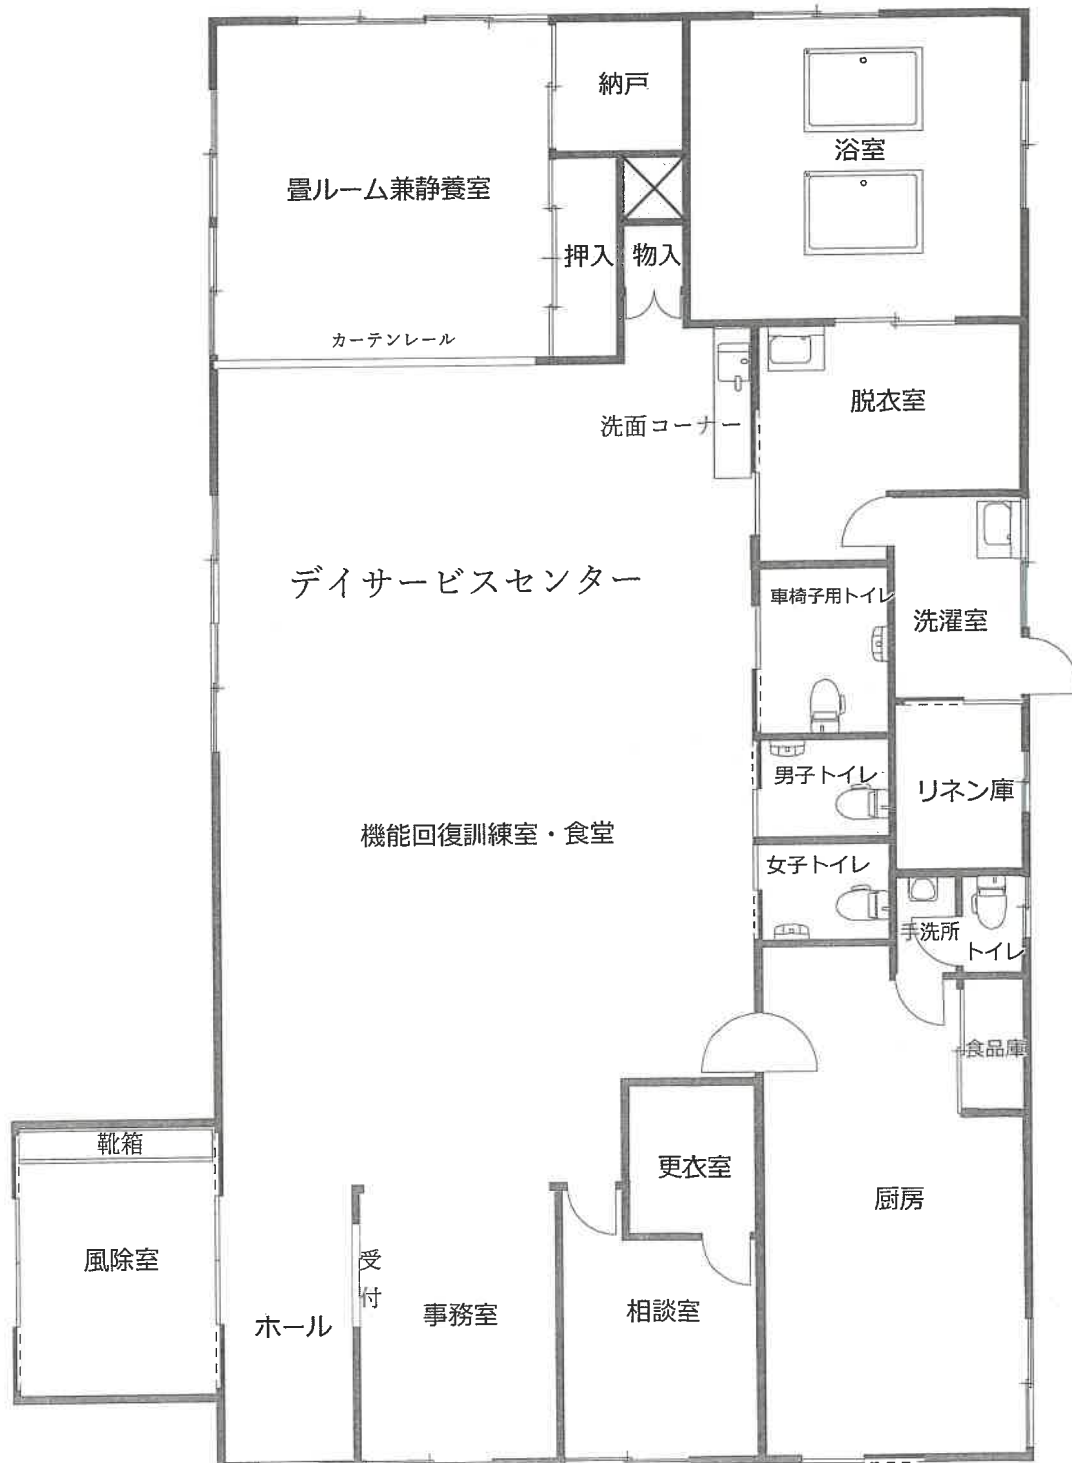 納戸
浴室
畳ルーム兼静養室
押入
物入
カーテンレール
脱衣室
洗面コーナー
デイサービスセンター
車椅子用トイレ
洗濯室
男子トイレ
リネン庫
機能回復訓練室・食堂
女子トイレ
手洗所
トイレ
食品庫
靴箱
更衣室
厨房
風除室
受付
ホール
事務室
相談室